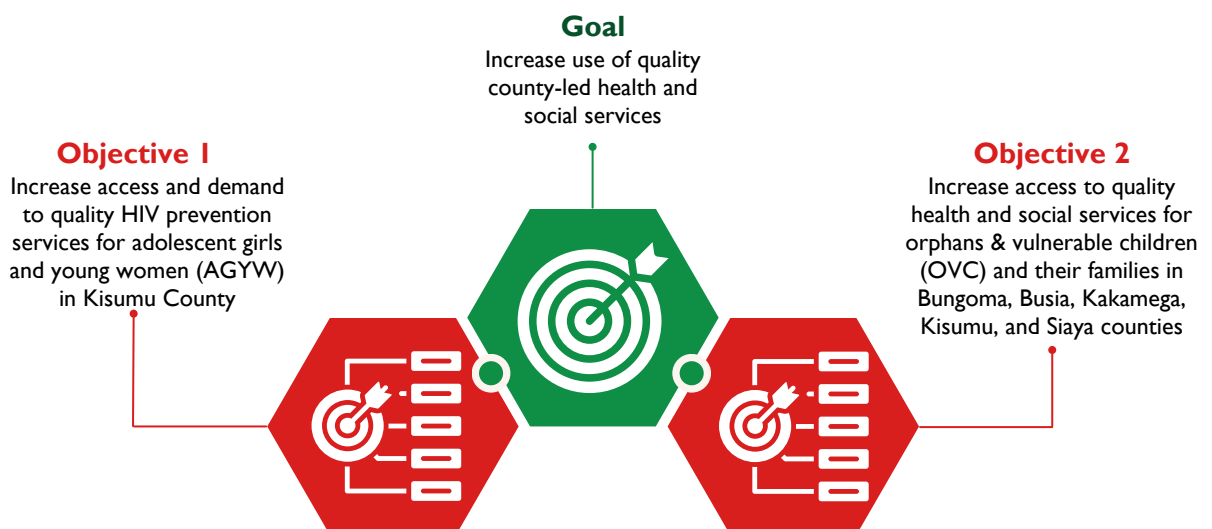 Goal
Increase use of quality
county-led health and
social services
Objective 1
Increase access and demand
to quality HIV prevention
services for adolescent girls
and young women (AGYW)
in Kisumu County
Objective 2
Increase access to quality
health and social services for
orphans & vulnerable children
(OVC) and their families in
Bungoma, Busia, Kakamega,
Kisumu, and Siaya counties